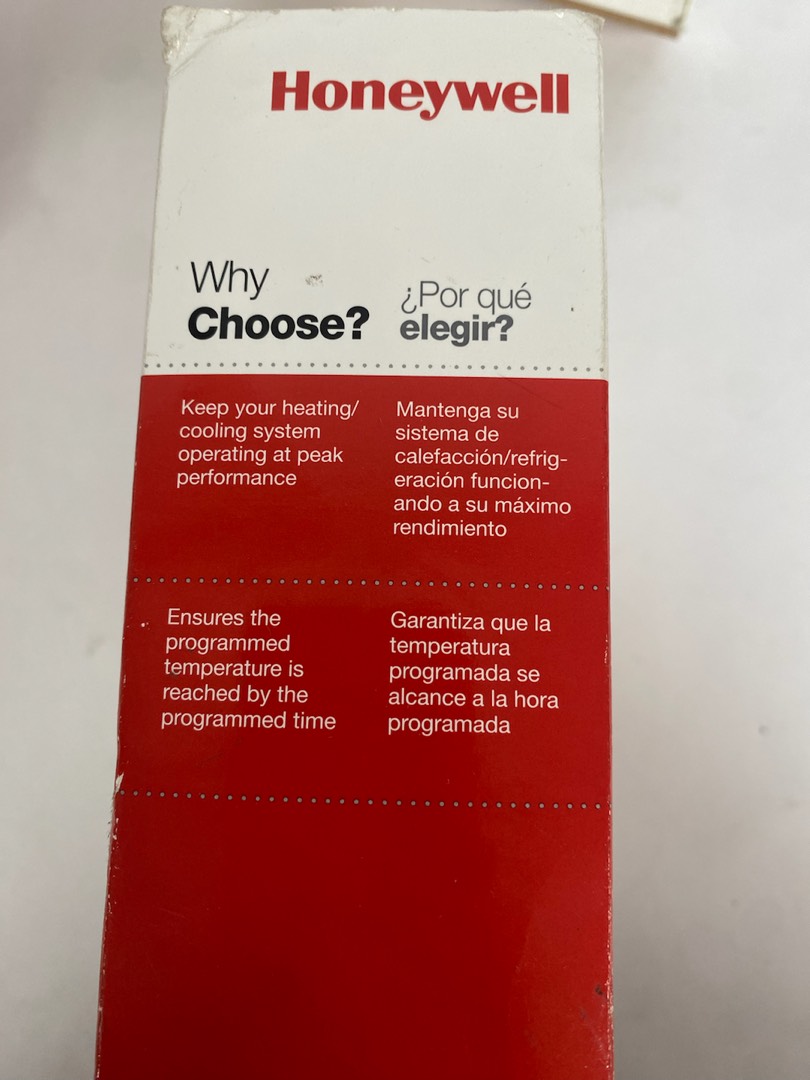 Honeywell
Why
Choose?
¿Por qué
elegir?
Keep your heating/
cooling system
operating at peak
performance
Mantenga su
sistema de
calefacción/refrig-
eración funcion-
ando a su máximo
rendimiento
Ensures the
programmed
temperature is
reached by the
programmed time
Garantiza que la
temperatura
programada se
alcance a la hora
programada